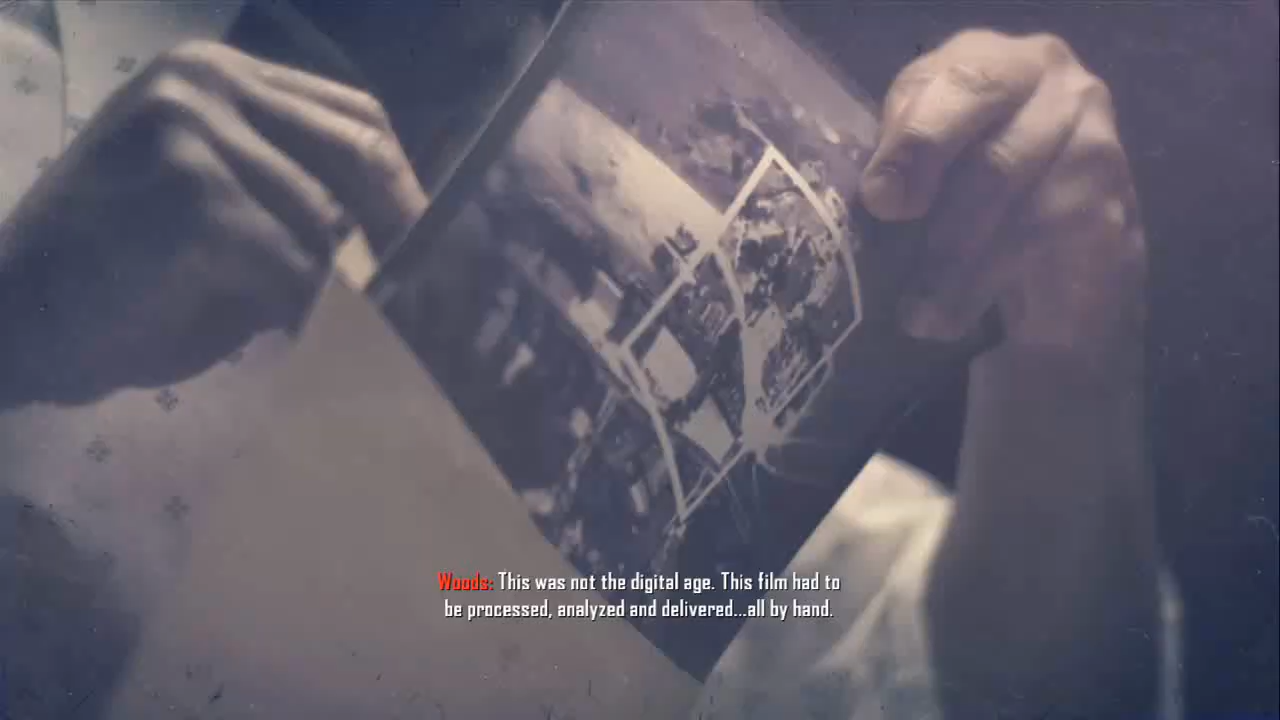 Woods: This was not the digital age. This film had to
be processed, analyzed and delivered...all by hand.